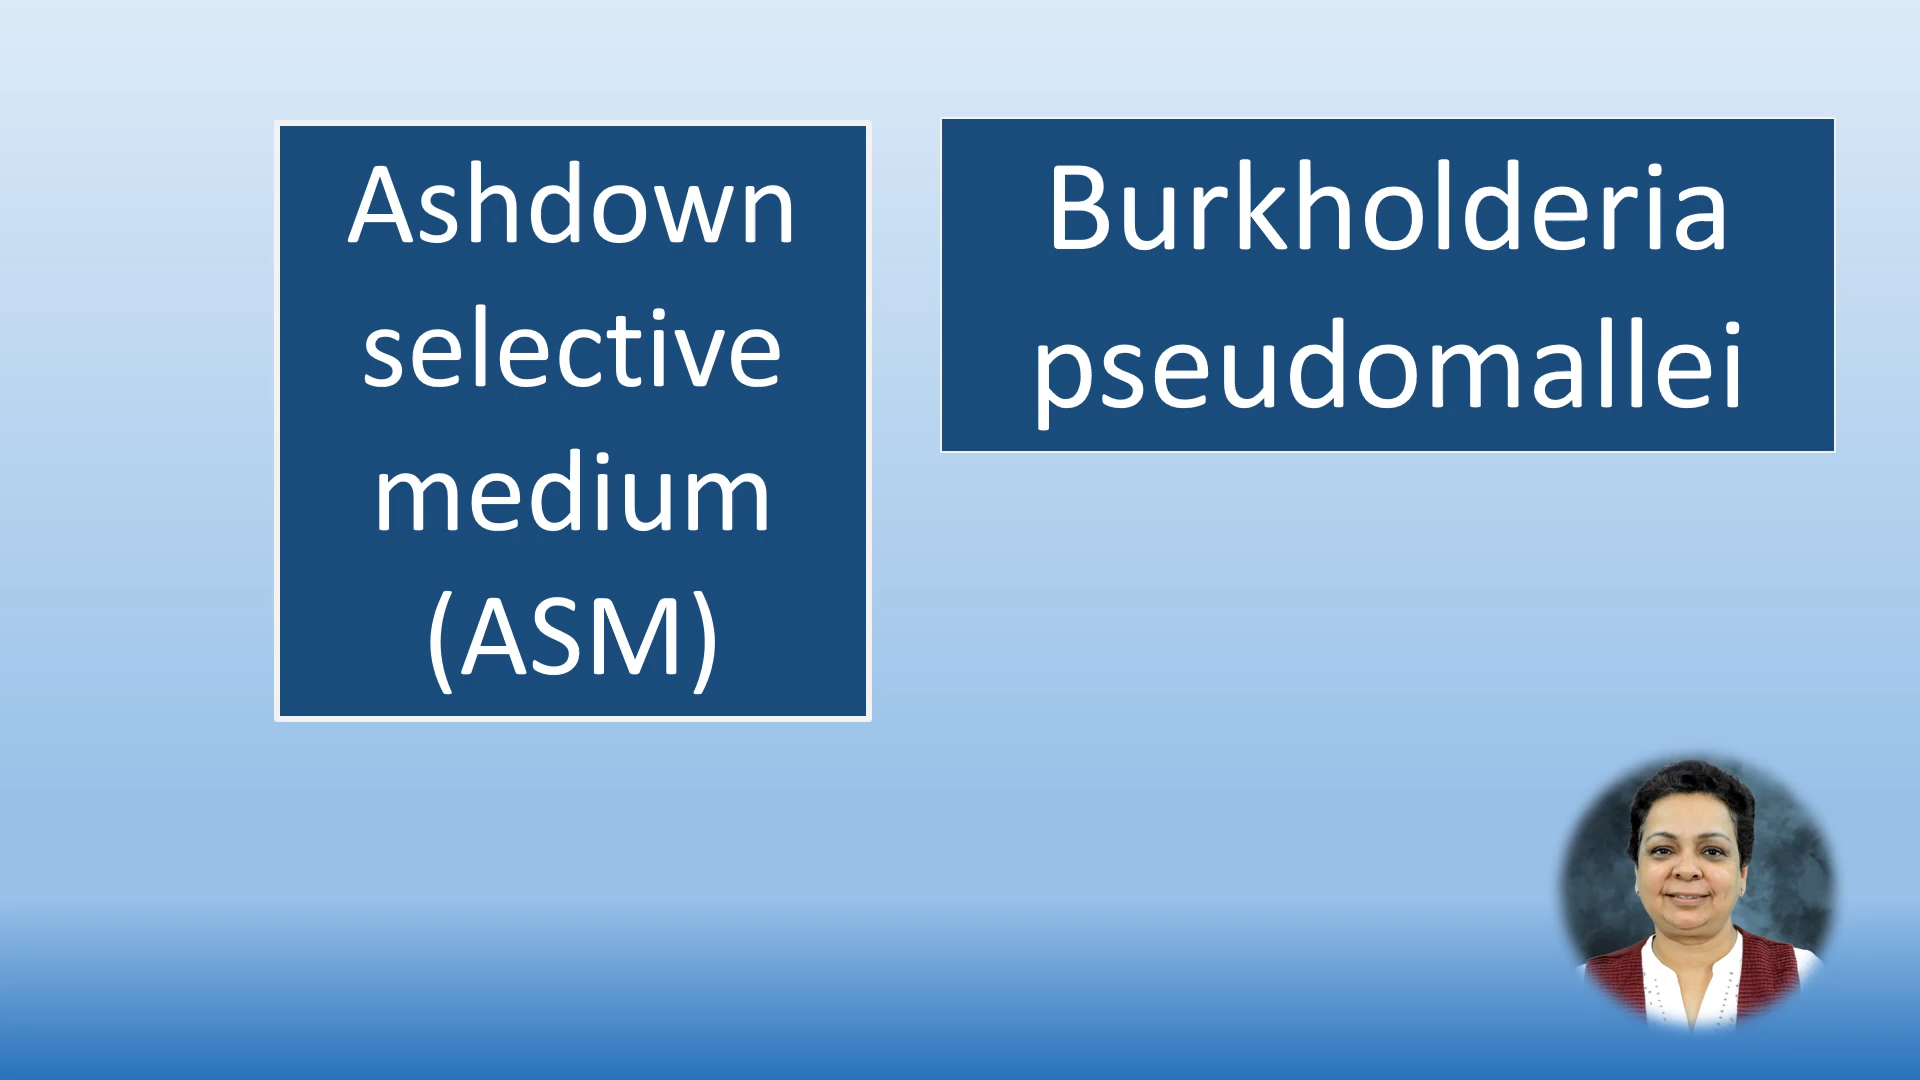 Ashdown
selective
medium
(ASM)
Burkholderia
pseudomallei